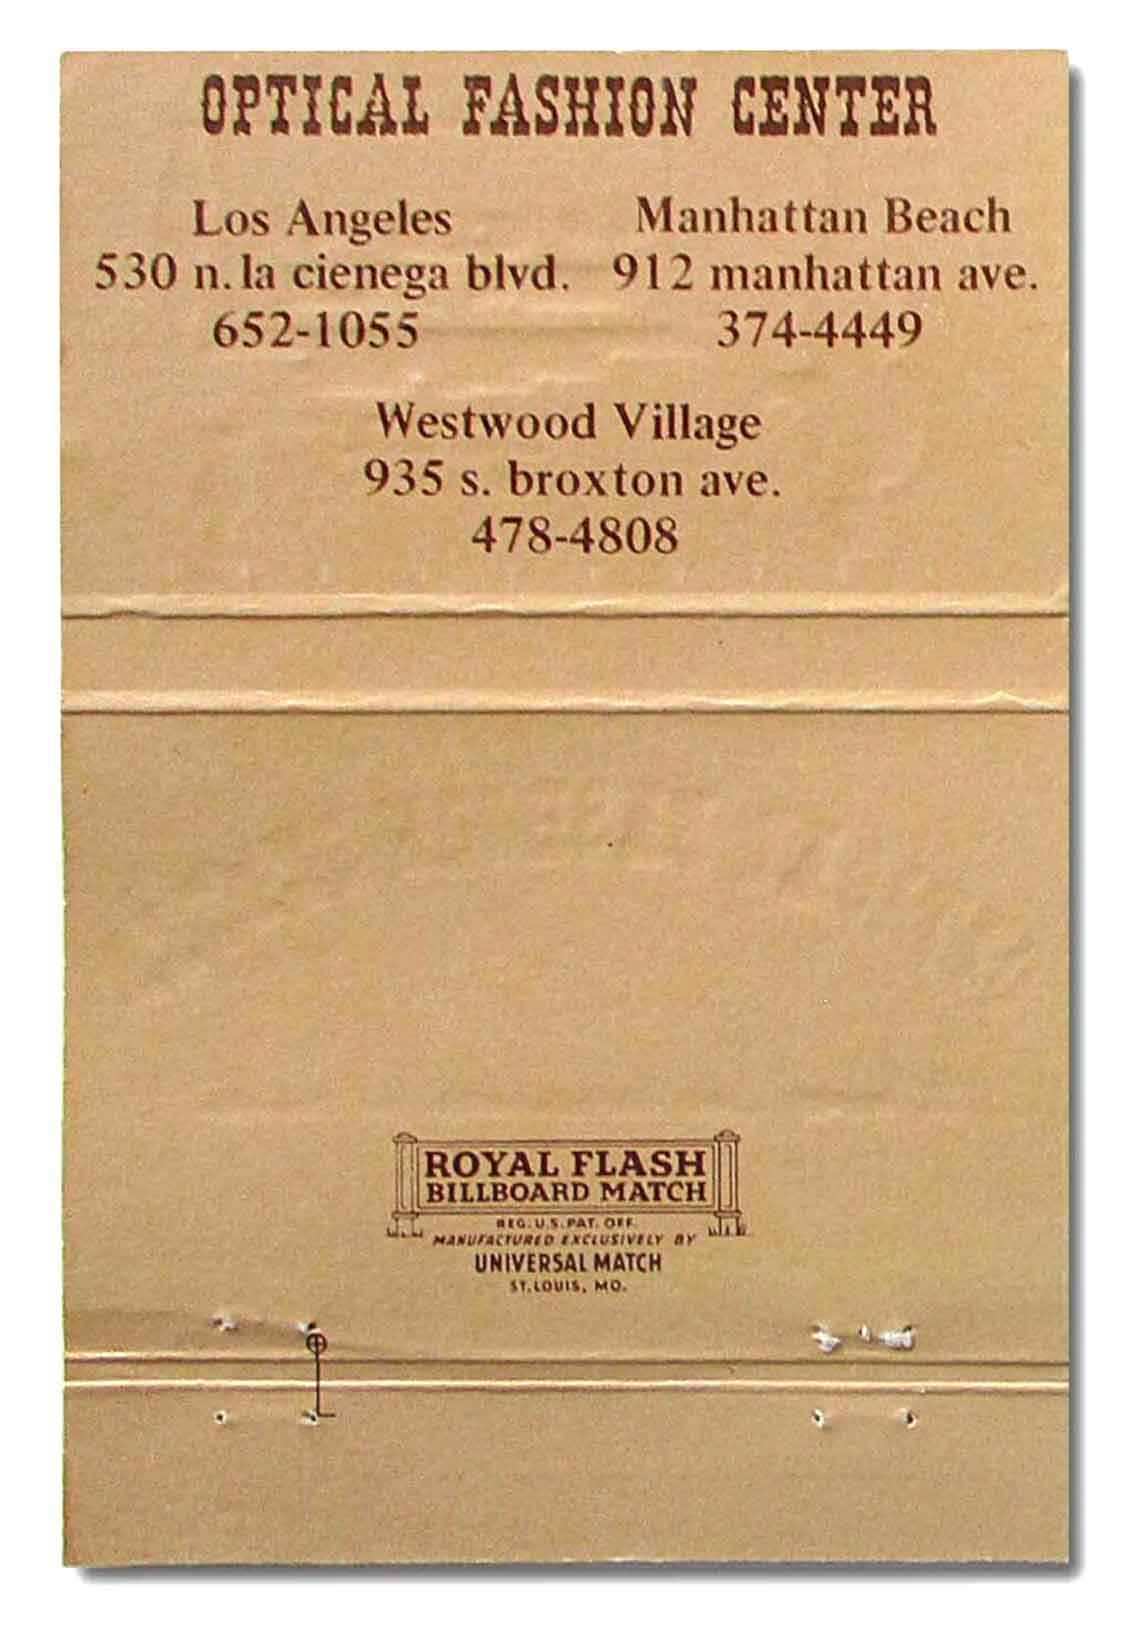 OPTICAL FASHION CENTER
Los Angeles
530 n. la cienega blvd.
652-1055
Manhattan Beach
912 manhattan ave.
374-4449
Westwood Village
935 s. broxton ave.
478-4808
ROYAL FLASH
BILLBOARD MATCH
REG. U.S. PAT. OFF.
MANUFACTURED EXCLUSIVELY BY
UNIVERSAL MATCH
ST. LOUIS, MO.